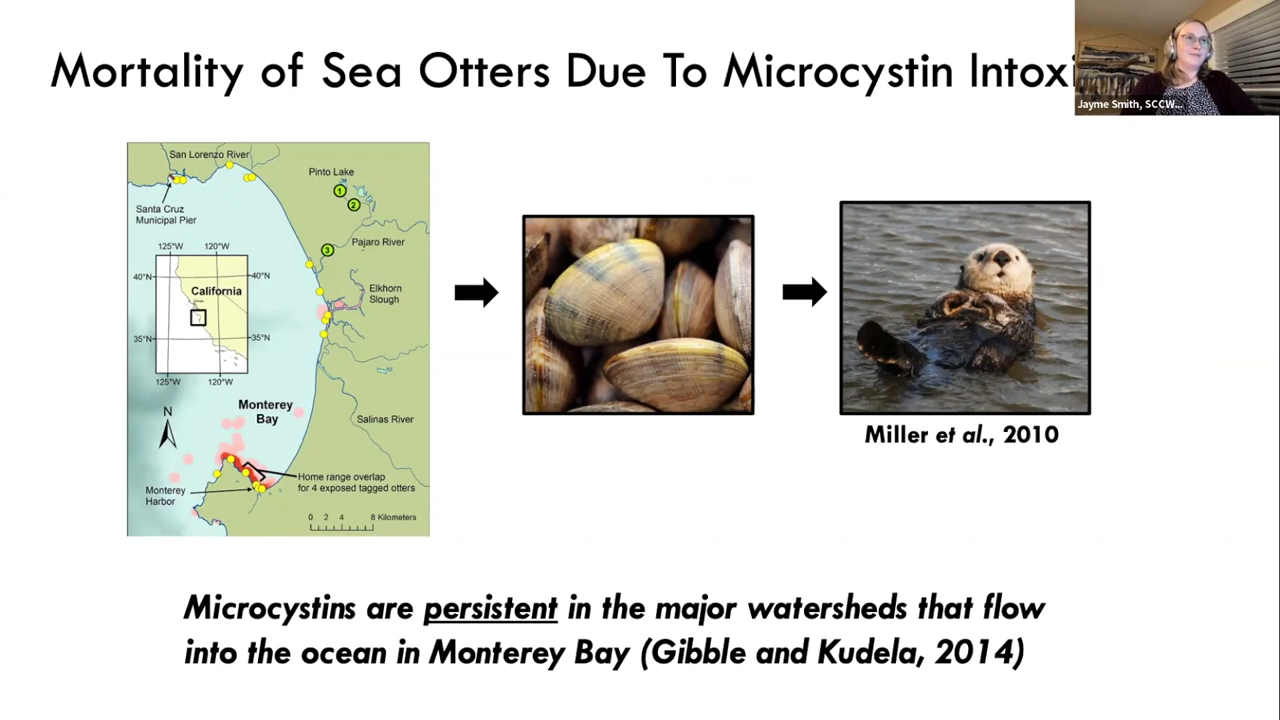 Mortality of Sea Otters Due To Microcystin Intoxi
Jayme Smith, SCCW...
San Lorenzo River
Pinto Lake
1
2
Santa Cruz
Municipal Pier
Pajaro River
3
125°W 120°W
40°N 40°N
California
Elkhorn
Slough
35°N 35°N
125°W 120°W
N
Monterey
Bay
Salinas River
Home range overlap
for 4 exposed tagged otters
Monterey
Harbor
0 2 4 8 Kilometers
Miller et al., 2010
Microcystins are persistent in the major watersheds that flow
into the ocean in Monterey Bay (Gibble and Kudela, 2014)